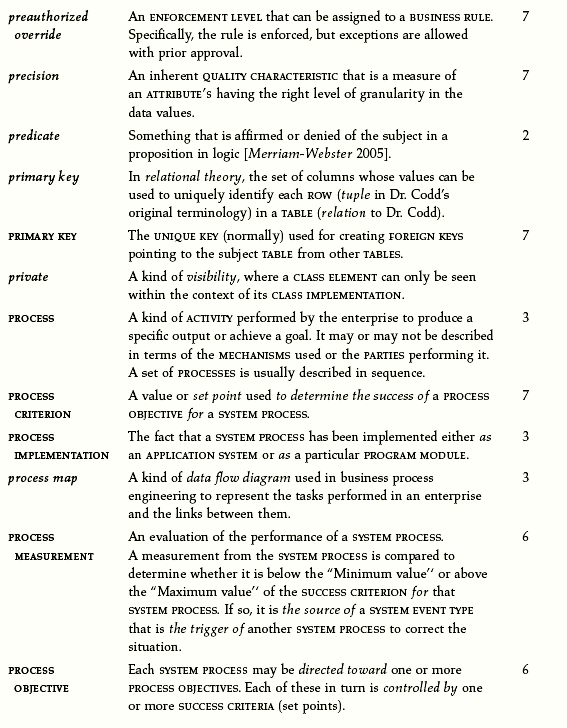 preauthorized An ENFORCEMENT LEVEL that can be assigned to a BUSINESS RULE. 7
override Specifically, the rule is enforced, but exceptions are allowed
with prior approval.
precision An inherent QUALITY CHARACTERISTIC that is a measure of 7
an ATTRIBUTE'S having the right level of granularity in the
data values.
predicate Something that is affirmed or denied of the subject in a 2
proposition in logic [Merriam-Webster 2005].
primary key In relational theory, the set of columns whose values can be
used to uniquely identify each ROW (tuple in Dr. Codd's
original terminology) in a TABLE (relation to Dr. Codd).
PRIMARY KEY The UNIQUE KEY (normally) used for creating FOREIGN KEYS 7
pointing to the subject TABLE from other TABLES.
private A kind of visibility, where a CLASS ELEMENT can only be seen
within the context of its CLASS IMPLEMENTATION.
PROCESS A kind of ACTIVITY performed by the enterprise to produce a 3
specific output or achieve a goal. It may or may not be described
in terms of the MECHANISMS used or the PARTIES performing it.
A set of PROCESSES is usually described in sequence.
PROCESS A value or set point used to determine the success of a PROCESS 7
CRITERION OBJECTIVE for a SYSTEM PROCESS.
PROCESS The fact that a SYSTEM PROCESS has been implemented either as 3
IMPLEMENTATION an APPLICATION SYSTEM or as a particular PROGRAM MODULE.
process map A kind of data flow diagram used in business process 3
engineering to represent the tasks performed in an enterprise
and the links between them.
PROCESS An evaluation of the performance of a SYSTEM PROCESS. 6
MEASUREMENT A measurement from the SYSTEM PROCESS is compared to
determine whether it is below the "Minimum value'' or above
the "Maximum value'' of the SUCCESS CRITERION for that
SYSTEM PROCESS. If so, it is the source of a SYSTEM EVENT TYPE
that is the trigger of another SYSTEM PROCESS to correct the
situation.
PROCESS Each SYSTEM PROCESS may be directed toward one or more 6
OBJECTIVE PROCESS OBJECTIVES. Each of these in turn is controlled by one
or more SUCCESS CRITERIA (set points).